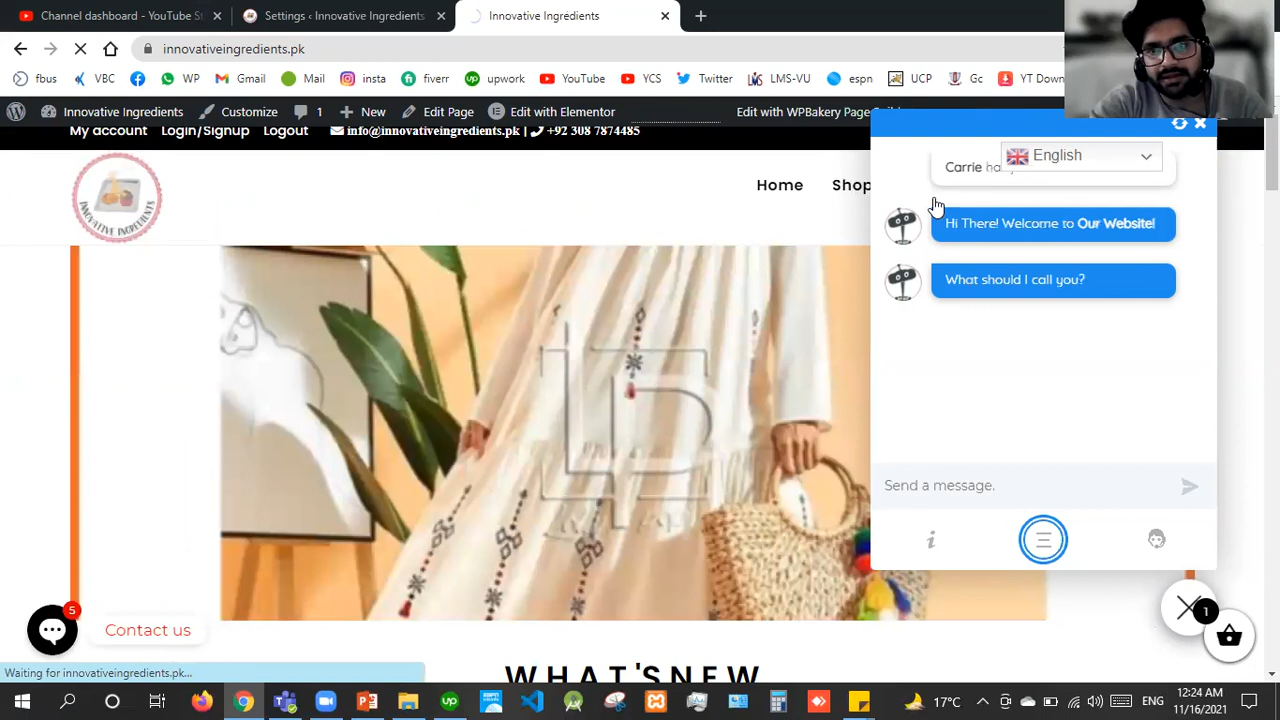 Channel dashboard - YouTube St
Settings ‹ Innovative Ingredients
Innovative Ingredients
innovativeingredients.pk
fbus
VBC
WP
Gmail
Mail
insta
fiverr
upwork
YouTube
YCS
Twitter
LMS-VU
espn
UCP
Gc
YT Down
Innovative Ingredients
Customize
1
New
Edit Page
Edit with Elementor
Edit with WPBakery Page
My account
Login/Signup
Logout
info@innovativeingredients.pk | +92 308 7874485
INNOVATIVE INGREDIENTS
Home
Shop
English
Carrie
Hi There! Welcome to Our Website!
What should I call you?
Send a message.
5
Contact us
1
WHAT'S NEW
Waiting for innovativeingredients.pk...
17°C
ENG
12:24 AM
11/16/2021